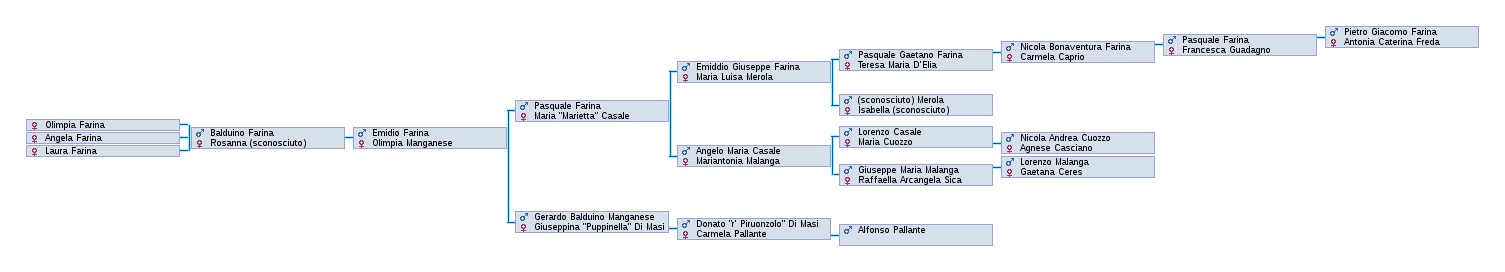 Olimpia Farina
Angela Farina
Laura Farina
Balduino Farina
Rosanna (sconosciuto)
Emidio Farina
Olimpia Manganese
Pasquale Farina
Maria "Marietta" Casale
Gerardo Balduino Manganese
Giuseppina "Puppinella" Di Masi
Emiddio Giuseppe Farina
Maria Luisa Merola
Angelo Maria Casale
Mariantonia Malanga
Donato "r' Piruonzolo" Di Masi
Carmela Pallante
Pasquale Gaetano Farina
Teresa Maria D'Elia
(sconosciuto) Merola
Isabella (sconosciuto)
Lorenzo Casale
Maria Cuozzo
Giuseppe Maria Malanga
Raffaella Arcangela Sica
Alfonso Pallante
Nicola Bonaventura Farina
Carmela Caprio
Nicola Andrea Cuozzo
Agnese Casciano
Lorenzo Malanga
Gaetana Ceres
Pasquale Farina
Francesca Guadagno
Pietro Giacomo Farina
Antonia Caterina Freda